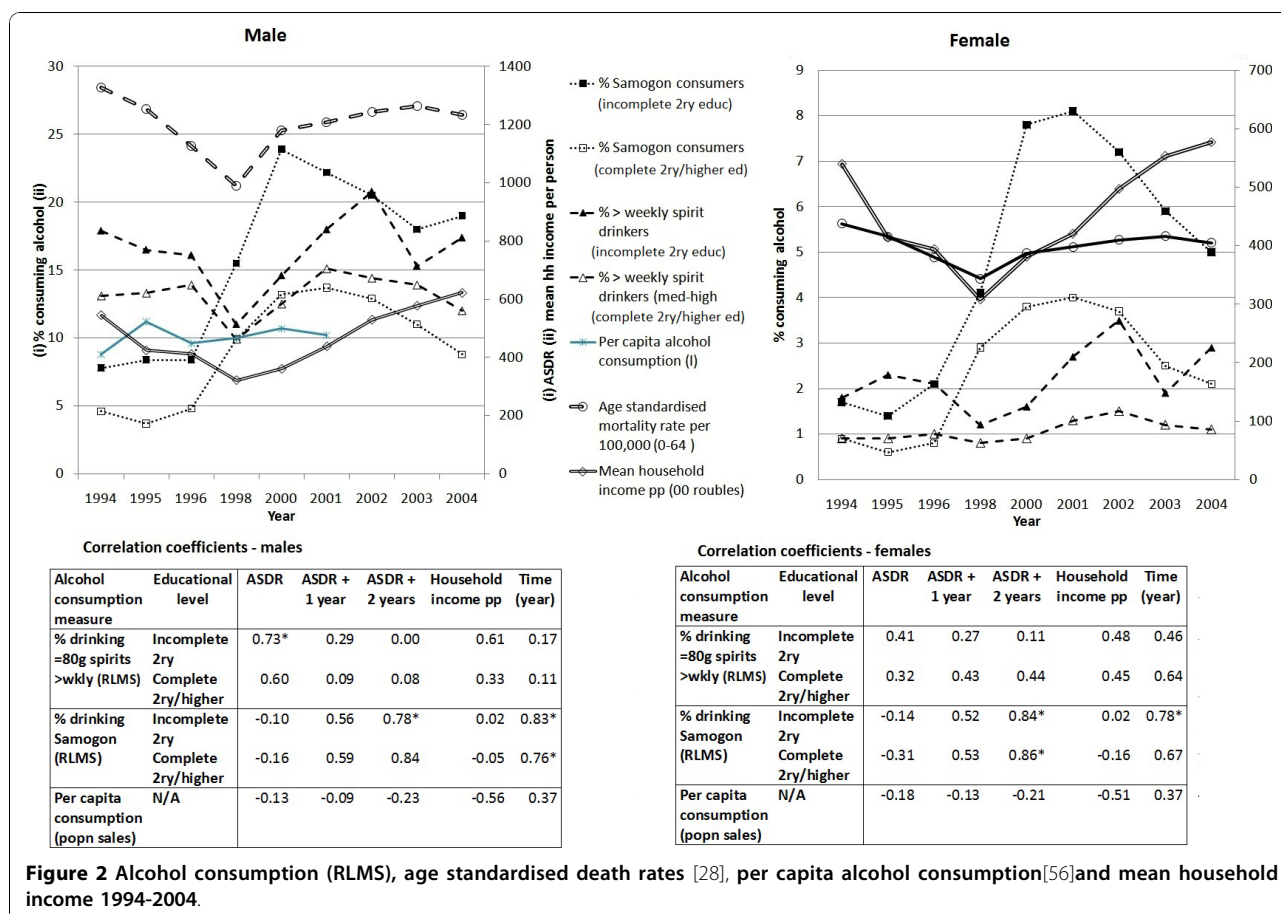 Male
30
25
20
15
10
5
0
(i) % consuming alcohol (ii)
1400
1200
1000
800
600
400
200
0
(i) ASDR (ii) mean hh income per person
1994 1995 1996 1998 2000 2001 2002 2003 2004
Year
% Samogon consumers
(incomplete 2ry educ)
% Samogon consumers
(complete 2ry/higher ed)
% > weekly spirit
drinkers
(incomplete 2ry educ)
% > weekly spirit
drinkers (med-high
(complete 2ry/higher ed)
Per capita alcohol
consumption (l)
Age standardised
mortality rate per
100,000 (0-64 )
Mean household
income pp (00 roubles)
Female
9
8
7
6
5
4
3
2
1
0
% consuming alcohol
700
600
500
400
300
200
100
0
1994 1995 1996 1998 2000 2001 2002 2003 2004
Year
Correlation coefficients - males
Alcohol Educational ASDR ASDR + ASDR + Household Time
consumption level 1 year 2 years income pp (year)
measure
% drinking Incomplete 0.73* 0.29 0.00 0.61 0.17
=80g spirits 2ry
>wkly (RLMS) Complete 0.60 0.09 0.08 0.33 0.11
2ry/higher
% drinking Incomplete -0.10 0.56 0.78* 0.02 0.83*
Samogon 2ry
(RLMS) Complete -0.16 0.59 0.84 -0.05 0.76*
2ry/higher
Per capita N/A -0.13 -0.09 -0.23 -0.56 0.37
consumption
(popn sales)
Correlation coefficients - females
Alcohol Educational ASDR ASDR + ASDR + Household Time
consumption level 1 year 2 years income pp (year)
measure
% drinking Incomplete 0.41 0.27 0.11 0.48 0.46
=80g spirits 2ry
>wkly (RLMS) Complete 0.32 0.43 0.44 0.45 0.64
2ry/higher
% drinking Incomplete -0.14 0.52 0.84* 0.02 0.78*
Samogon 2ry
(RLMS) Complete -0.31 0.53 0.86* -0.16 0.67
2ry/higher
Per capita N/A -0.18 -0.13 -0.21 -0.51 0.37
consumption
(popn sales)
Figure 2 Alcohol consumption (RLMS), age standardised death rates [28], per capita alcohol consumption[56]and mean household
income 1994-2004.